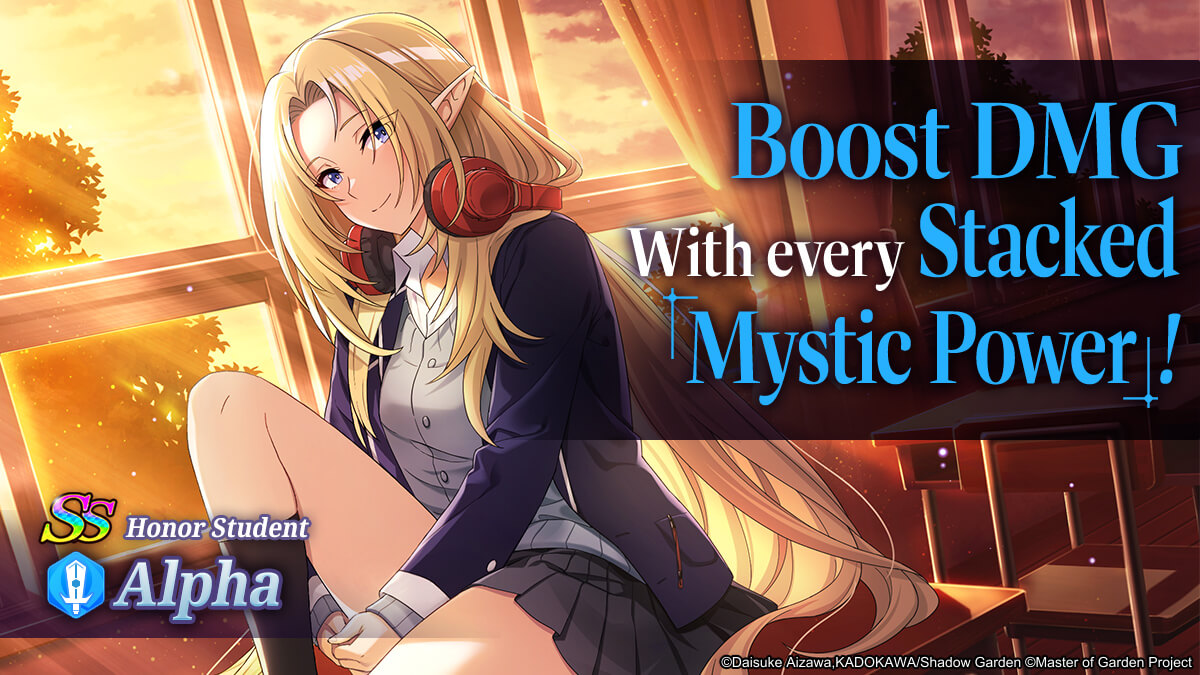 Boost DMG
With every Stacked
「Mystic Power」!
SS Honor Student
Alpha
©Daisuke Aizawa,KADOKAWA/Shadow Garden ©Master of Garden Project